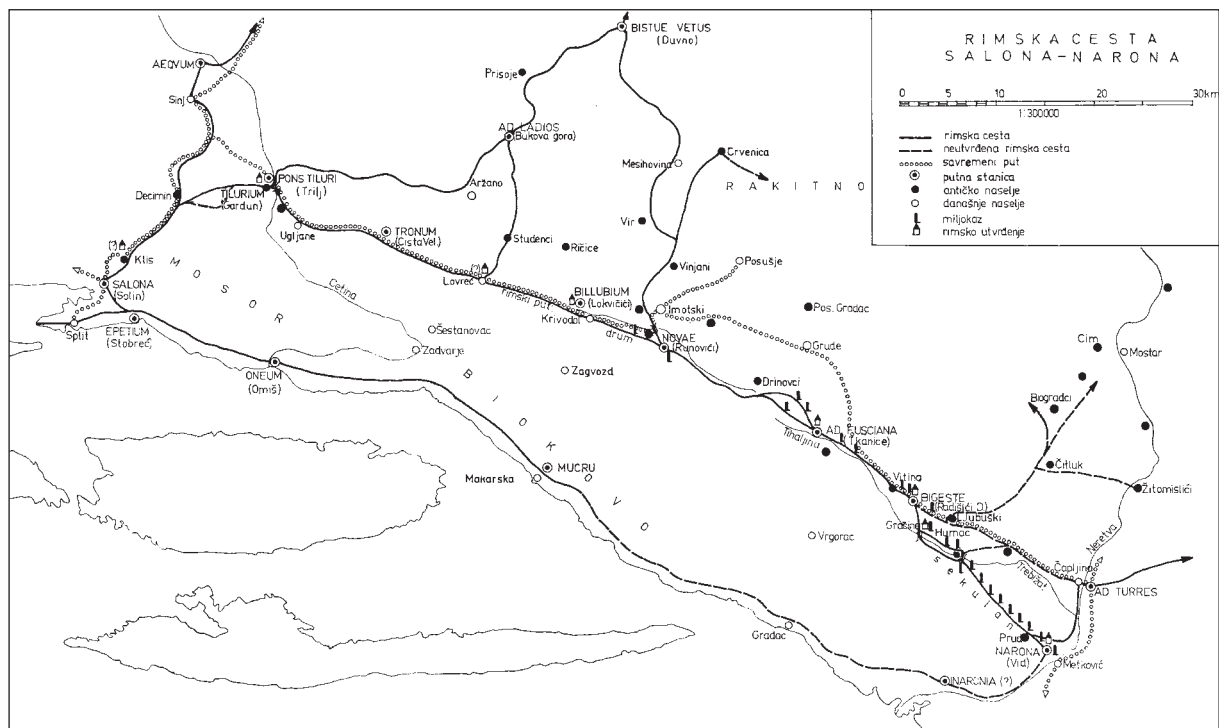 RIMSKA CESTA
SALONA-NARONA
0 5 10 20 30km
1:300000
rimska cesta
neutvrđena rimska cesta
savremeni put
putna stanica
antičko naselje
današnje naselje
miljokaz
rimsko utvrđenje
BISTUE VETUS
(Duvno)
AEQVUM
Prisoje
Sinj
AD LADIOS
(Bukova gora)
Crvenica
Mesihovina
RAKITNO
PONS TILURI
(Trilj)
Decimin
TILURIUM
(Gardun)
Aržano
Ugljane
TRONUM
(Cista Vel.)
Studenci
Ričice
Vir
(?)
Klis
MOSOR
SALONA
(Solin)
Cetina
(?)
Lovreć
rimski put
Vinjani
Posušje
BILLUBIUM
(Lokvičići)
Imotski
Pos. Gradac
Split
EPETIUM
(Stobreč)
Šestanovac
Krivodol
drum
NOVAE
(Runovići)
Grude
Cim
Mostar
Zadvarje
ONEUM
(Omiš)
Zagvozd
Drinovci
Biogradci
BIOKOVO
Tihaljina
AD FUSCIANA
(Tkanice)
MUCRU
Makarska
Čitluk
Vitina
Žitomislići
BIGESTE
(Radišići D)
Ljubuški
Gračine
Humac
Vrgorac
Neretva
Trebižat
Čapljina
AD TURRES
sekulan
Gradac
Prud
NARONA
(Vid)
Metković
INARONIA (?)